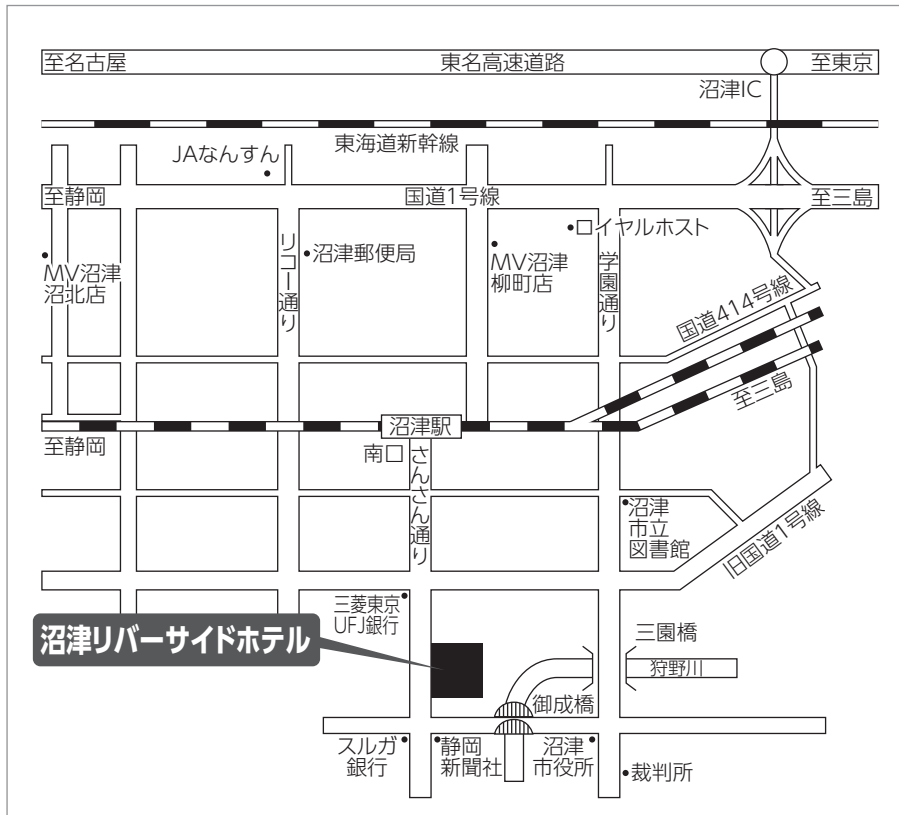 至名古屋
東名高速道路
至東京
沼津IC
東海道新幹線
JAなんすん
至静岡
国道1号線
至三島
ロイヤルホスト
リコー通り
沼津郵便局
MV沼津
沼北店
MV沼津
柳町店
学園通り
国道414号線
至三島
沼津駅
至静岡
南口
さんさん通り
沼津
市立
図書館
旧国道1号線
三菱東京
UFJ銀行
沼津リバーサイドホテル
三園橋
狩野川
御成橋
スルガ
銀行
静岡
新聞社
沼津
市役所
裁判所